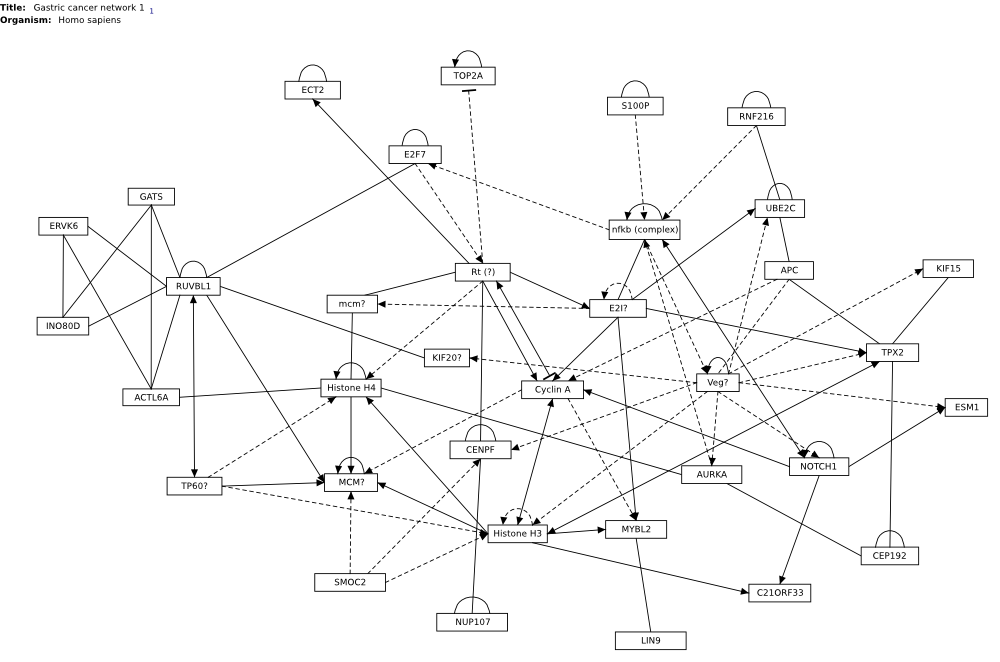 Title: Gastric cancer network 1 1
Organism: Homo sapiens
TOP2A
ECT2
S100P
RNF216
E2F7
GATS
UBE2C
ERVK6
nfkb (complex)
KIF15
APC
Rt (?)
RUVBL1
mcm?
E2I?
INO80D
TPX2
KIF20?
Veg?
Histone H4
Cyclin A
ACTL6A
ESM1
CENPF
NOTCH1
AURKA
MCM?
TP60?
MYBL2
Histone H3
CEP192
SMOC2
C21ORF33
NUP107
LIN9